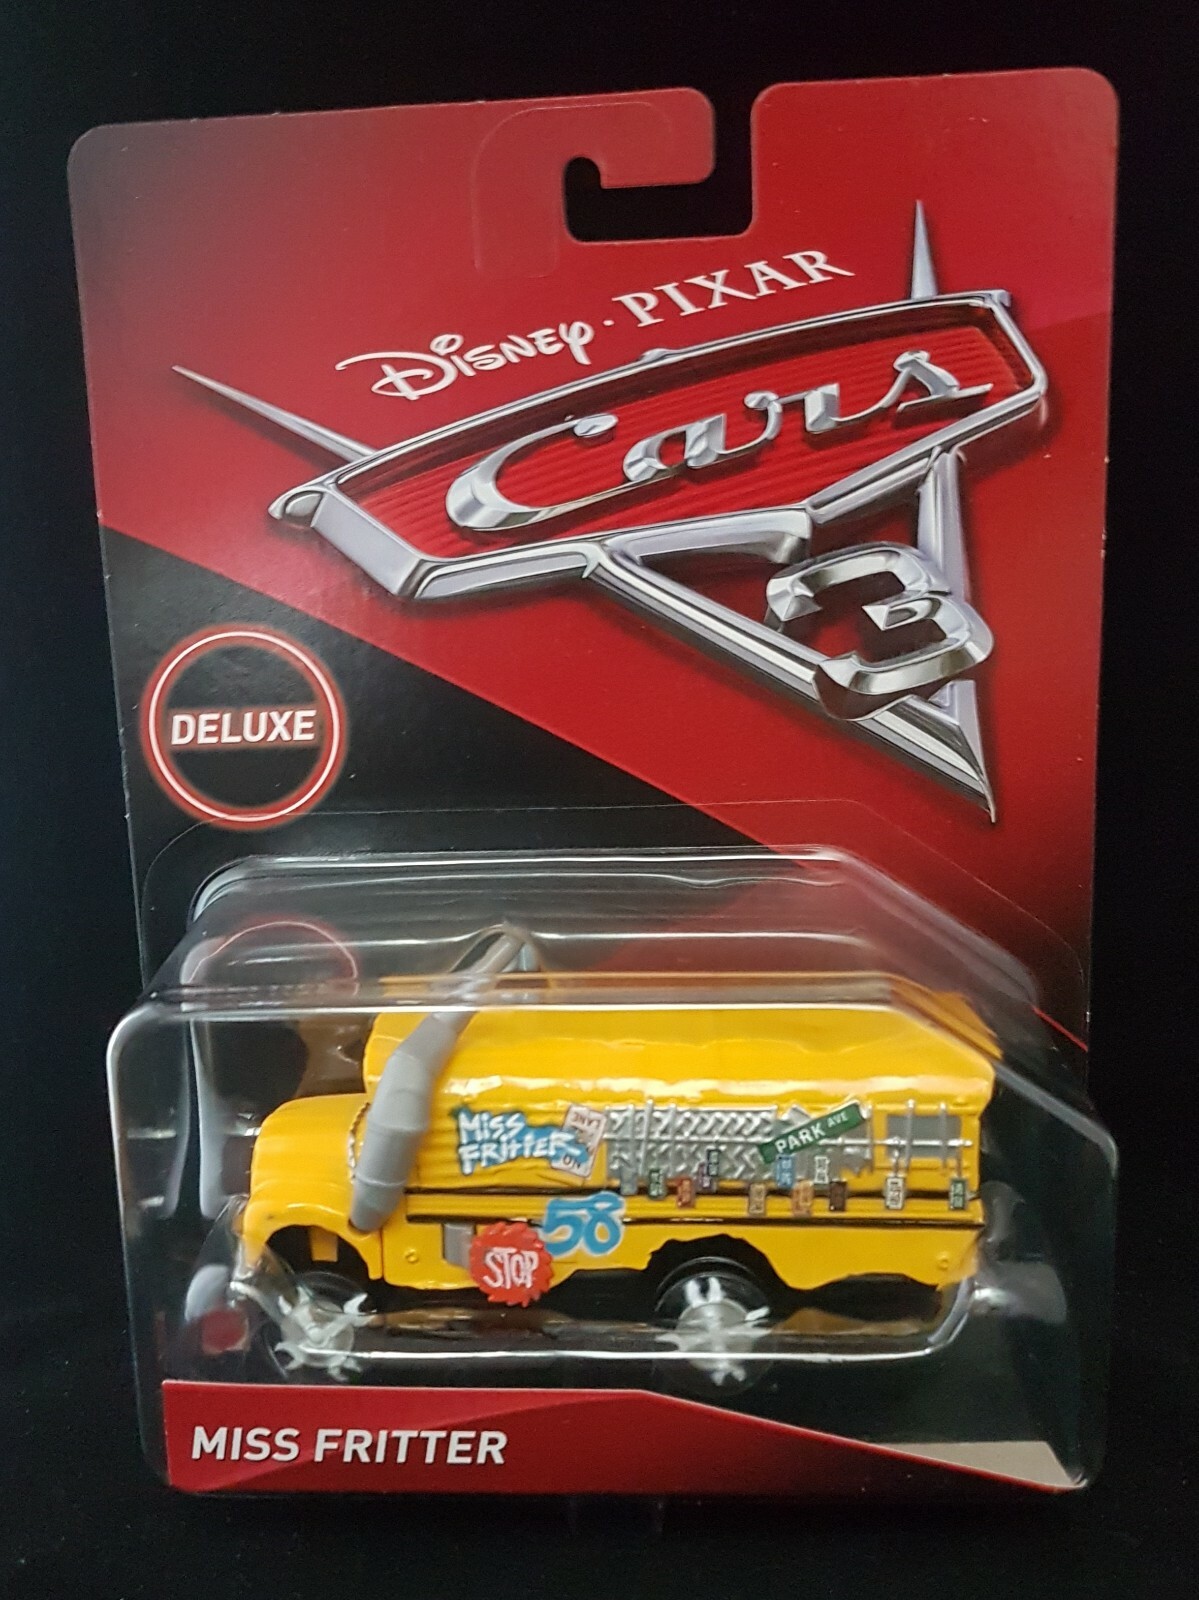 DISNEY · PIXAR
Cars
3
DELUXE
MISS
FRITTER
PARK AVE
58
STOP
MISS FRITTER